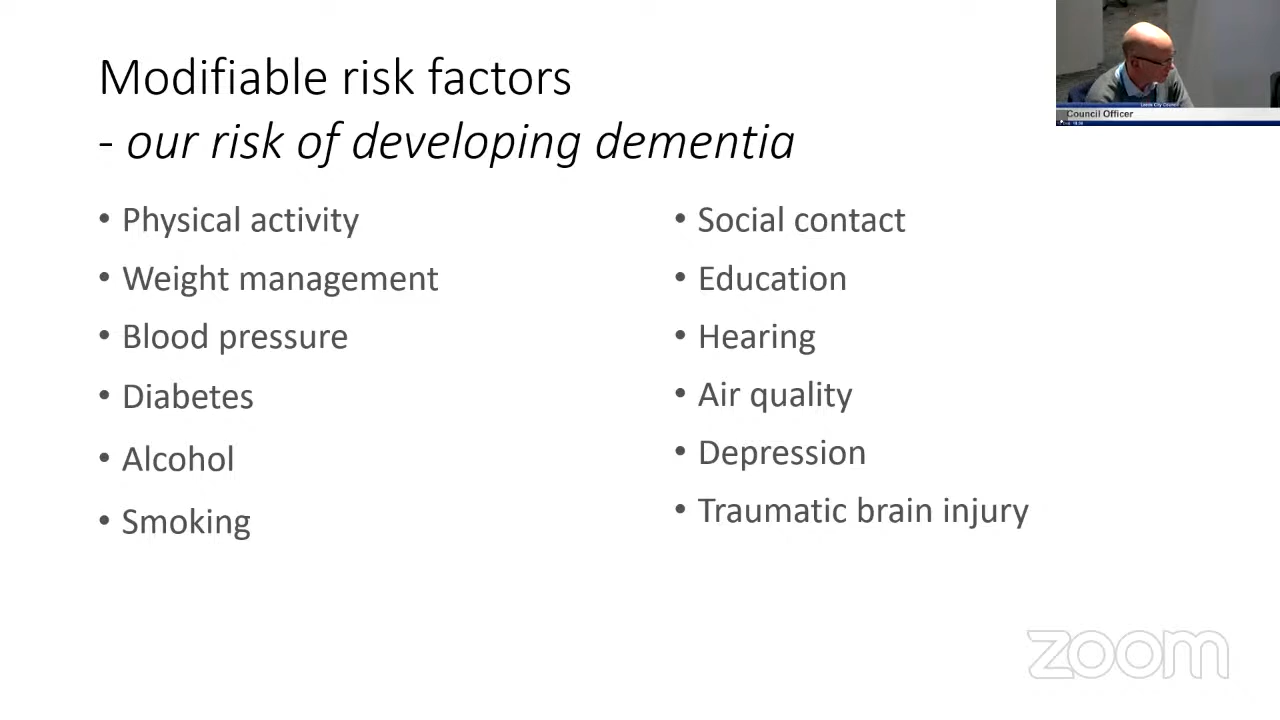 Modifiable risk factors
- our risk of developing dementia
• Physical activity
• Weight management
• Blood pressure
• Diabetes
• Alcohol
• Smoking
• Social contact
• Education
• Hearing
• Air quality
• Depression
• Traumatic brain injury
Council Officer
zoom